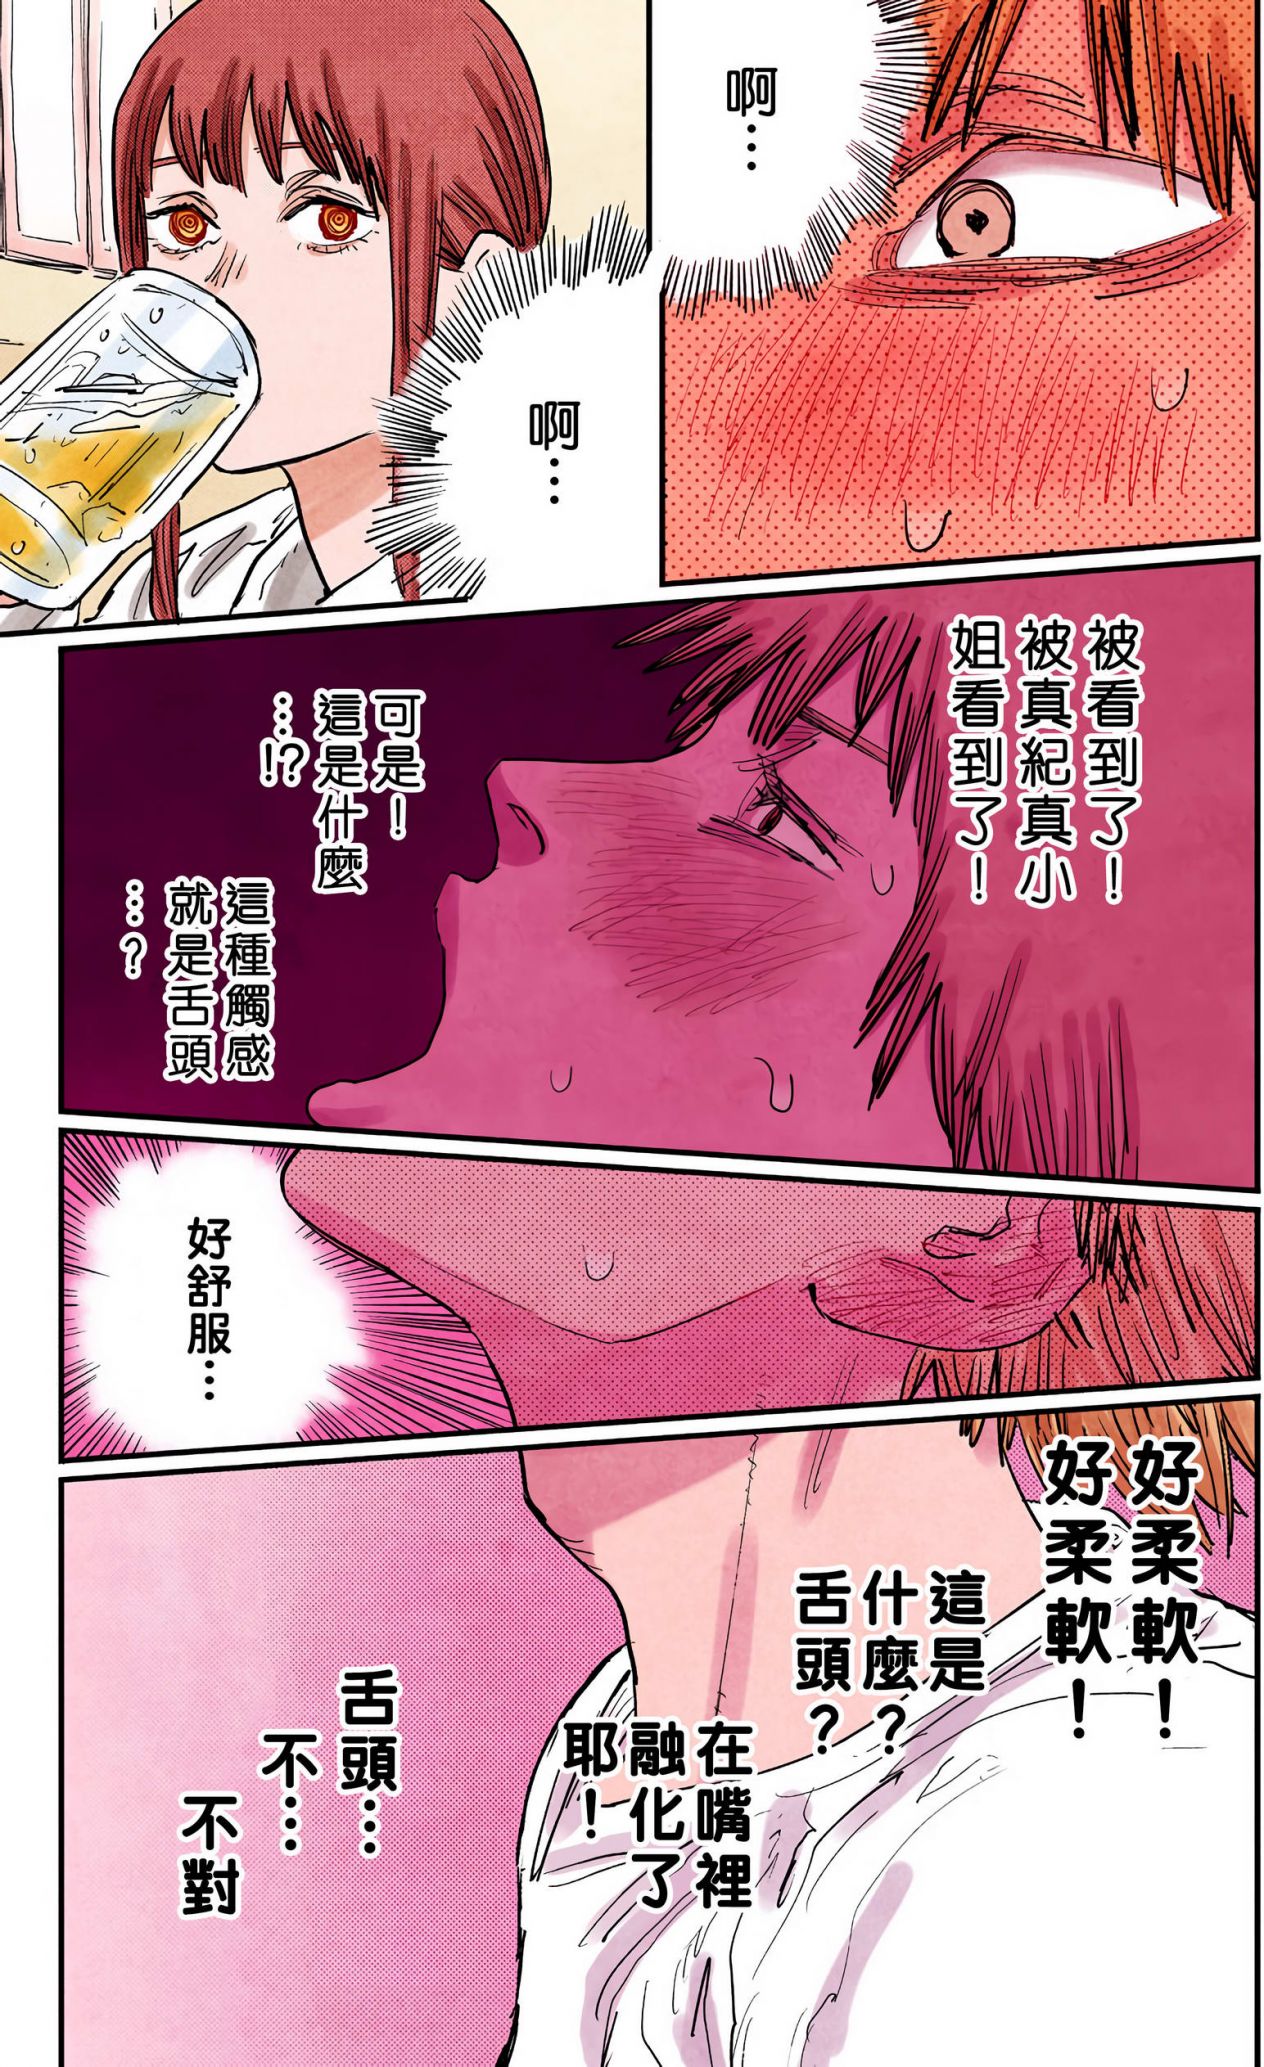 啊…
啊…
被看到了！
被真紀真小
姐看到了！
可是！
這是什麼
…!?
這種觸感
就是舌頭
…？
好舒服…
好柔軟！
好柔軟！
這是
什麼？
舌頭？
在嘴裡
融化了
耶！
舌頭…
不…
不對